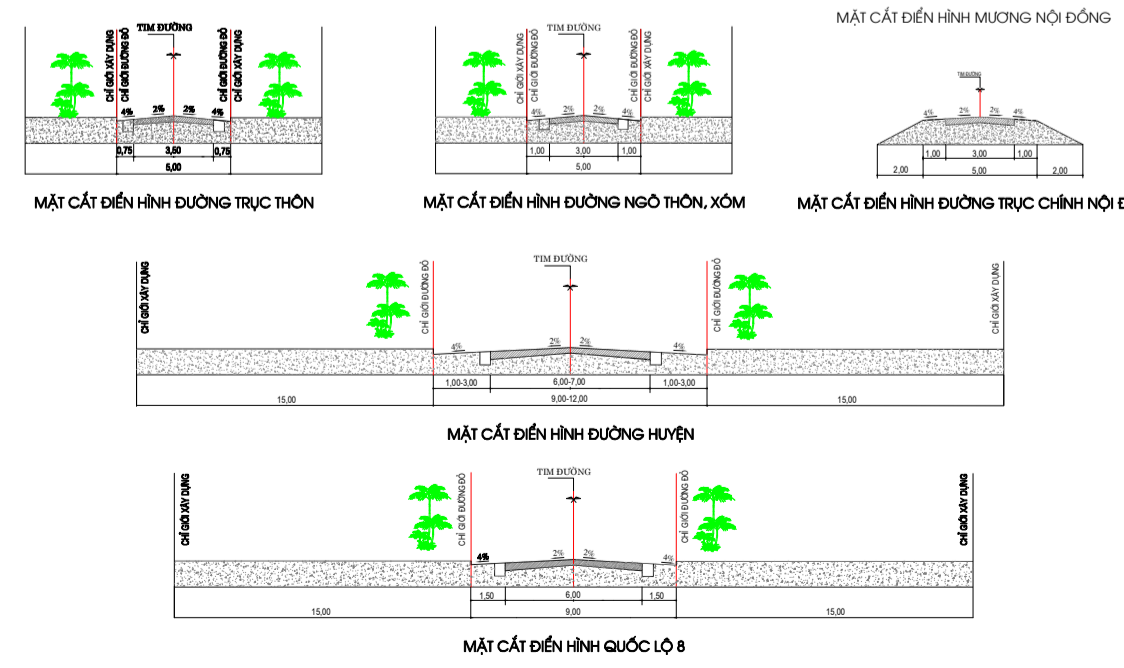 MẶT CẮT ĐIỂN HÌNH MƯƠNG NỘI ĐỒNG
TIM ĐƯỜNG
CHỈ GIỚI XÂY DỰNG
CHỈ GIỚI ĐƯỜNG ĐỎ
CHỈ GIỚI ĐƯỜNG ĐỎ
CHỈ GIỚI XÂY DỰNG
4% 2% 2% 4%
0,75 3,50 0,75
5,00
MẶT CẮT ĐIỂN HÌNH ĐƯỜNG TRỤC THÔN
TIM ĐƯỜNG
CHỈ GIỚI XÂY DỰNG
CHỈ GIỚI ĐƯỜNG ĐỎ
CHỈ GIỚI ĐƯỜNG ĐỎ
CHỈ GIỚI XÂY DỰNG
4% 2% 2% 4%
1,00 3,00 1,00
5,00
MẶT CẮT ĐIỂN HÌNH ĐƯỜNG NGÕ THÔN, XÓM
TIM ĐƯỜNG
4% 2% 2% 4%
1,00 3,00 1,00
2,00 5,00 2,00
MẶT CẮT ĐIỂN HÌNH ĐƯỜNG TRỤC CHÍNH NỘI
TIM ĐƯỜNG
CHỈ GIỚI XÂY DỰNG
CHỈ GIỚI ĐƯỜNG ĐỎ
CHỈ GIỚI ĐƯỜNG ĐỎ
CHỈ GIỚI XÂY DỰNG
4% 2% 2% 4%
1,00-3,00 6,00-7,00 1,00-3,00
15,00 9,00-12,00 15,00
MẶT CẮT ĐIỂN HÌNH ĐƯỜNG HUYỆN
TIM ĐƯỜNG
CHỈ GIỚI XÂY DỰNG
CHỈ GIỚI ĐƯỜNG ĐỎ
CHỈ GIỚI ĐƯỜNG ĐỎ
CHỈ GIỚI XÂY DỰNG
4% 2% 2% 4%
1,50 6,00 1,50
15,00 9,00 15,00
MẶT CẮT ĐIỂN HÌNH QUỐC LỘ 8